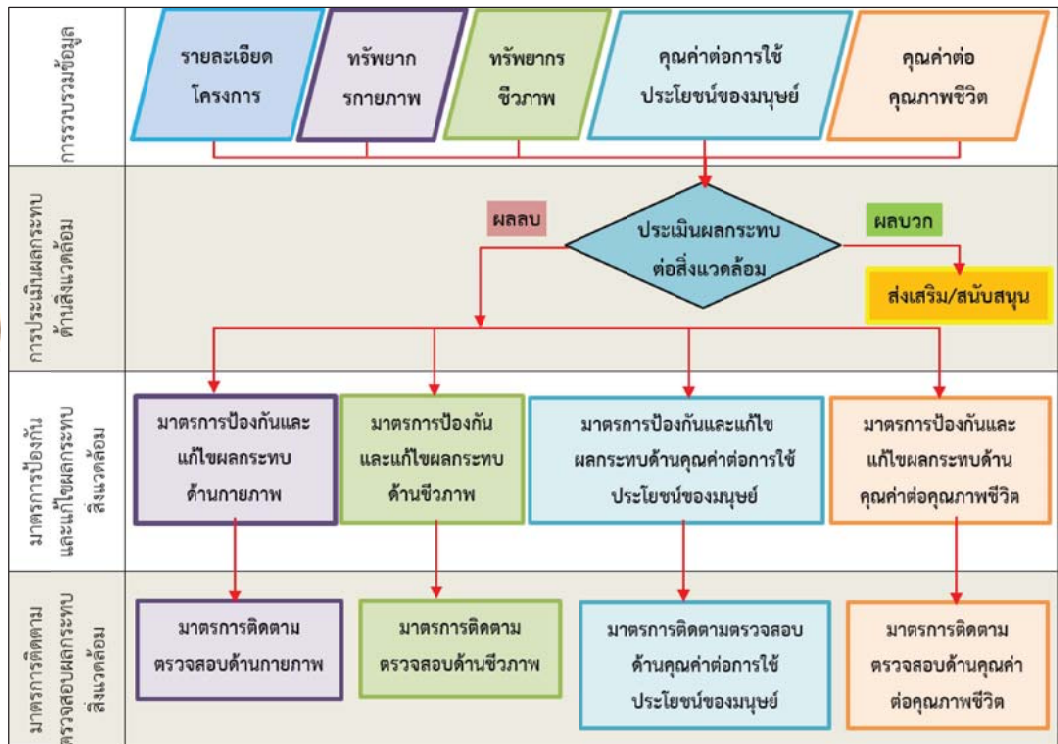 การรวบรวมข้อมูล
รายละเอียด
โครงการ
ทรัพยาก
รกายภาพ
ทรัพยากร
ชีวภาพ
คุณค่าต่อการใช้
ประโยชน์ของมนุษย์
คุณค่าต่อ
คุณภาพชีวิต
การประเมินผลกระทบ
ด้านสิ่งแวดล้อม
ผลลบ
ประเมินผลกระทบ
ต่อสิ่งแวดล้อม
ผลบวก
ส่งเสริม/สนับสนุน
มาตรการป้องกัน
และแก้ไขผลกระทบ
สิ่งแวดล้อม
มาตรการป้องกันและ
แก้ไขผลกระทบ
ด้านกายภาพ
มาตรการป้องกัน
และแก้ไขผลกระทบ
ด้านชีวภาพ
มาตรการป้องกันและแก้ไข
ผลกระทบด้านคุณค่าต่อการใช้
ประโยชน์ของมนุษย์
มาตรการป้องกันและ
แก้ไขผลกระทบด้าน
คุณค่าต่อคุณภาพชีวิต
มาตรการติดตาม
ตรวจสอบผลกระทบ
สิ่งแวดล้อม
มาตรการติดตาม
ตรวจสอบด้านกายภาพ
มาตรการติดตาม
ตรวจสอบด้านชีวภาพ
มาตรการติดตามตรวจสอบ
ด้านคุณค่าต่อการใช้
ประโยชน์ของมนุษย์
มาตรการติดตาม
ตรวจสอบด้านคุณค่า
ต่อคุณภาพชีวิต